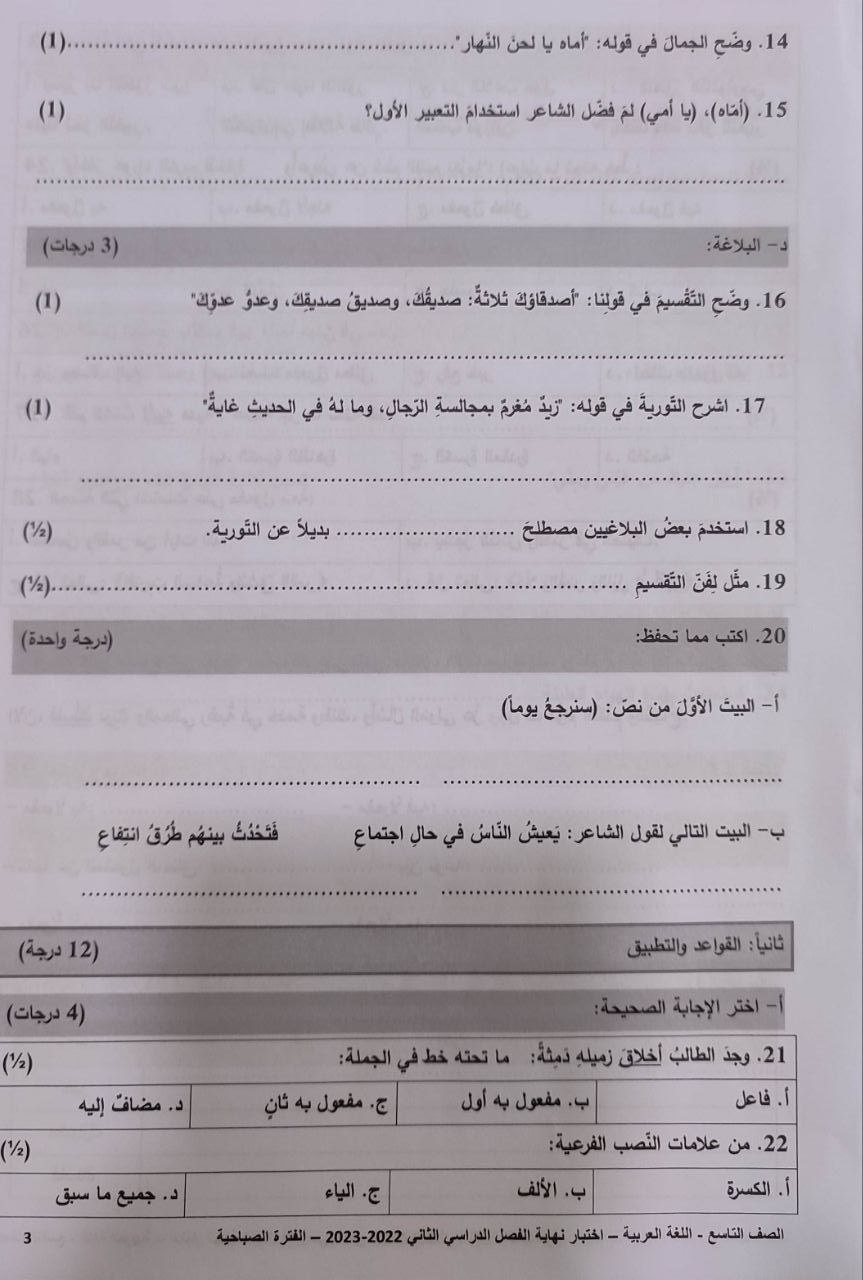 14. وضّحِ الجمالَ في قوله: "أماه يا لحنَ النّهار"..................................................(1)
15. (أمّاه)، (يا أمي) لمَ فضّل الشاعر استخدامَ التعبير الأول؟ (1)
..........................................................................................
د- البلاغة: (3 درجات)
16. وضّحِ التّقسيمَ في قولِنا: "أصدقاؤكَ ثلاثةٌ: صديقُكَ، وصديقُ صديقِكَ، وعدوُّ عدوِّكَ" (1)
..........................................................................................
17. اشرح التّوريةَ في قوله: "زيدٌ مُغرمٌ بمجالسةِ الرّجالِ، وما لهُ في الحديثِ غايةٌ" (1)
..........................................................................................
18. استخدمَ بعضُ البلاغيين مصطلحَ ........................ بديلاً عن التّورية. (½)
19. مثّل لِفَنّ التّقسيمِ ..........................................................................(½)
20. اكتب مما تحفظ: (درجة واحدة)
أ- البيتَ الأوّلَ من نصّ: (سنرجعُ يوماً)
............................................ ............................................
ب- البيت التالي لقول الشاعر: يَعيشُ النّاسُ في حالِ اجتماعِ فَتَحْدُثُ بينهُم طُرُقُ انتِفاعِ
............................................ ............................................
ثانياً: القواعد والتطبيق (12 درجة)
أ- اختر الإجابة الصحيحة: (4 درجات)
21. وجدَ الطالبُ أخلاقَ زميلهِ دَمِثةً: ما تحته خط في الجملة: (½)
أ. فاعل ب. مفعول به أول ج. مفعول به ثانٍ د. مضافٌ إليه
22. من علامات النّصب الفرعية: (½)
أ. الكسرة ب. الألف ج. الياء د. جميع ما سبق
الصف التاسع - اللغة العربية – اختبار نهاية الفصل الدراسي الثاني 2022-2023 – الفترة الصباحية 3